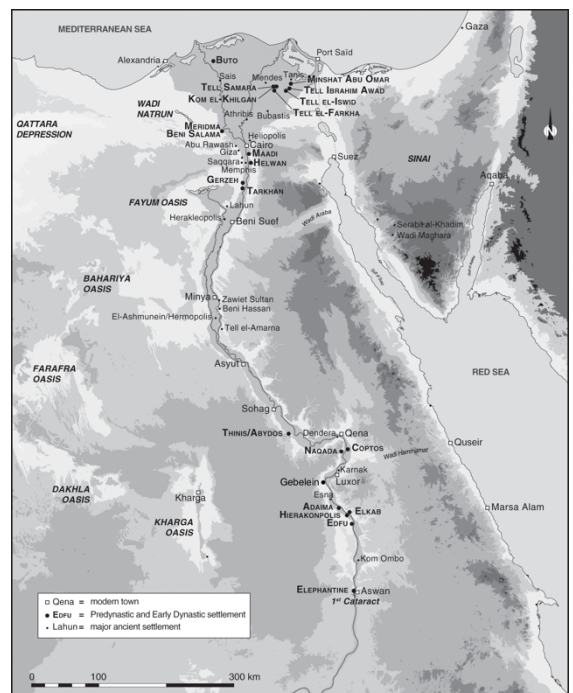 MEDITERRANEAN SEA
Gaza
Alexandria
BUTO
Port Saïd
Sais
Mendes
Tanis
MINSHAT ABU OMAR
TELL SAMARA
TELL IBRAHIM AWAD
KOM EL-KHILGAN
TELL EL-ISWID
WADI
NATRUN
Athribis
Bubastis
TELL EL-FARKHA
QATTARA
DEPRESSION
MERIDMA
BENI SALAMA
Heliopolis
Abu Rawash
Cairo
Giza
MAADI
Suez
SINAI
Saqqara
HELWAN
Memphis
N
Aqaba
GERZEH
TARKHAN
FAYUM OASIS
Lahun
Herakleopolis
Beni Suef
Wadi Araba
Serabit al-Khadim
Wadi Maghara
BAHARIYA
OASIS
Minya
Zawiet Sultan
Beni Hassan
El-Ashmunein/Hermopolis
Tell el-Amarna
FARAFRA
OASIS
Asyut
RED SEA
Sohag
THINIS/ABYDOS
Dendera
Qena
Quseir
NAQADA
COPTOS
Wadi Hammamat
Karnak
DAKHLA
OASIS
Kharga
Gebelein
Luxor
Esna
Marsa Alam
KHARGA
OASIS
ADAIMA
ELKAB
HIERAKONPOLIS
EDFU
Kom Ombo
ELEPHANTINE
Aswan
1st Cataract
Qena = modern town
EDFU = Predynastic and Early Dynastic settlement
Lahun = major ancient settlement
0 100 300 km